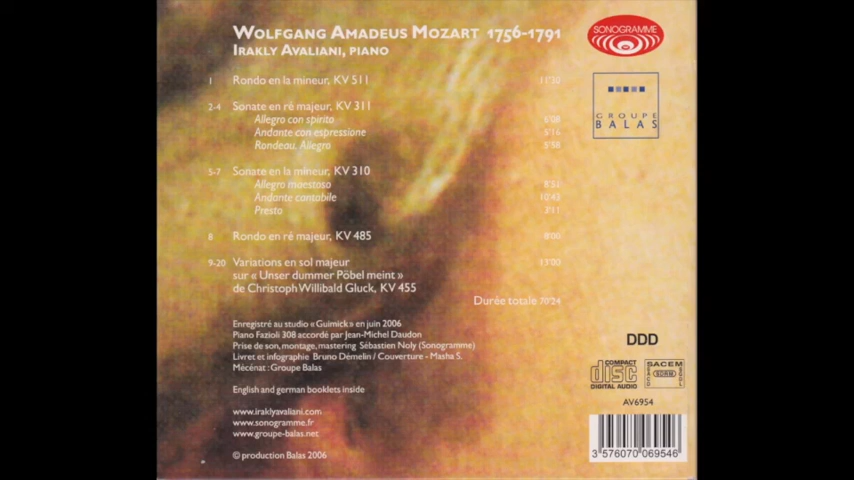 WOLFGANG AMADEUS MOZART 1756-1791
IRAKLY AVALIANI, PIANO
SONOGRAMME
1 Rondo en la mineur, KV 511 11'20
2-4 Sonate en ré majeur, KV 311
Allegro con spirito 6'08
Andante con espressione 5'16
Rondeau. Allegro 5'58
GROUPE
BALAS
5-7 Sonate en la mineur, KV 310
Allegro maestoso 8'51
Andante cantabile 10'43
Presto 3'11
8 Rondo en ré majeur, KV 485
9-20 Variations en sol majeur 13'00
sur « Unser dummer Pöbel meint »
de Christoph Willibald Gluck, KV 455
Durée totale 70'24
Enregistré au studio « Guimick » en juin 2006
Piano Fazioli 308 accordé par Jean-Michel Daudon
Prise de son, montage, mastering Sébastien Noly (Sonogramme)
Livret et infographie Bruno Démelin / Couverture - Masha S.
Mécénat : Groupe Balas
English and german booklets inside
www.iraklyavaliani.com
www.sonogramme.fr
www.groupe-balas.net
© production Balas 2006
DDD
COMPACT
disc
DIGITAL AUDIO
SACEM
SDRM
AV6954
3 576070 069546